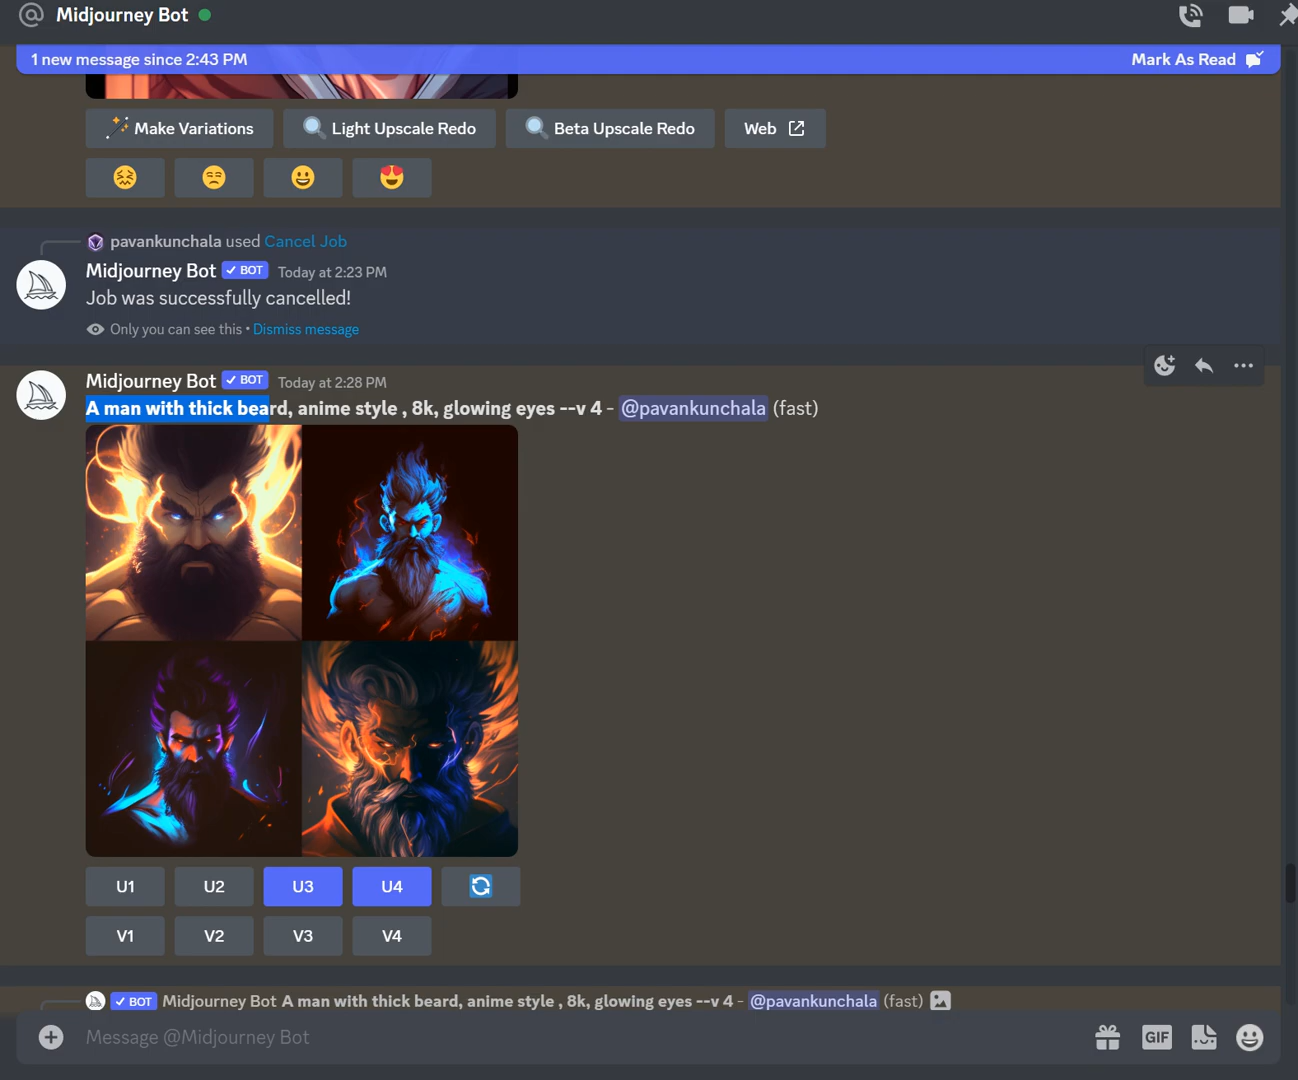 Midjourney Bot
1 new message since 2:43 PM Mark As Read
Make Variations Light Upscale Redo Beta Upscale Redo Web
pavankunchala used Cancel Job
Midjourney Bot BOT Today at 2:23 PM
Job was successfully cancelled!
Only you can see this • Dismiss message
Midjourney Bot BOT Today at 2:28 PM
A man with thick beard, anime style , 8k, glowing eyes --v 4 - @pavankunchala (fast)
U1 U2 U3 U4
V1 V2 V3 V4
BOT Midjourney Bot A man with thick beard, anime style , 8k, glowing eyes --v 4 - @pavankunchala (fast)
Message @Midjourney Bot GIF